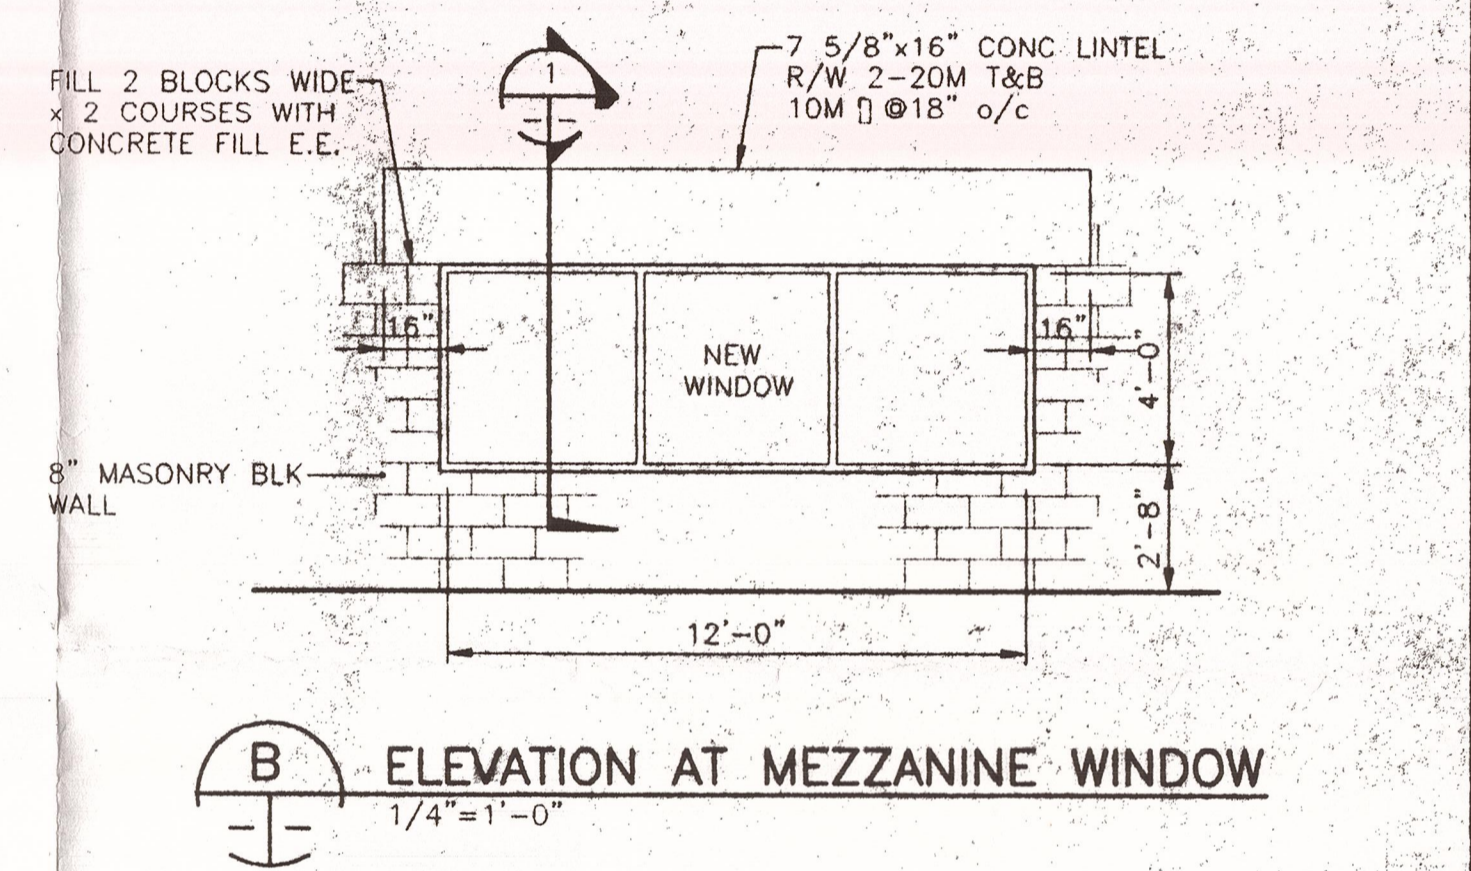 FILL 2 BLOCKS WIDE
x 2 COURSES WITH
CONCRETE FILL E.E.
1
7 5/8"x16" CONC LINTEL
R/W 2-20M T&B
10M ▯ @18" o/c
16"
16"
NEW
WINDOW
4'-0"
8" MASONRY BLK
WALL
2'-8"
12'-0"
B
ELEVATION AT MEZZANINE WINDOW
1/4"=1'-0"